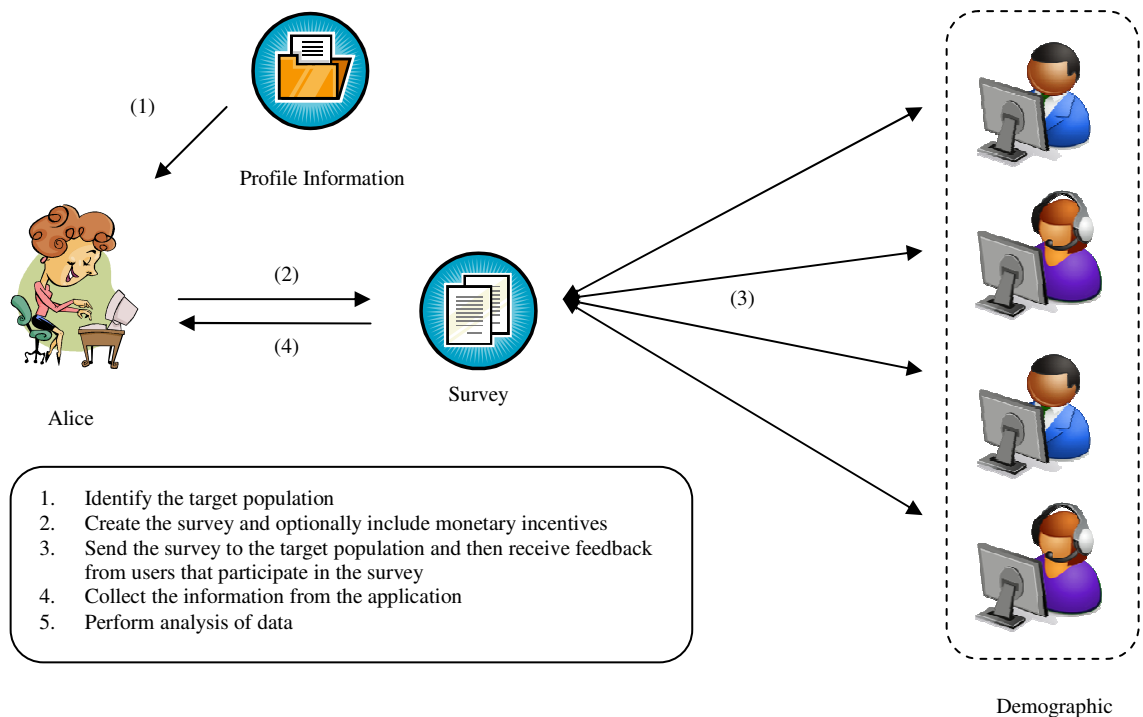 (1)
Profile Information
(2)
(3)
(4)
Survey
Alice
1. Identify the target population
2. Create the survey and optionally include monetary incentives
3. Send the survey to the target population and then receive feedback
from users that participate in the survey
4. Collect the information from the application
5. Perform analysis of data
Demographic